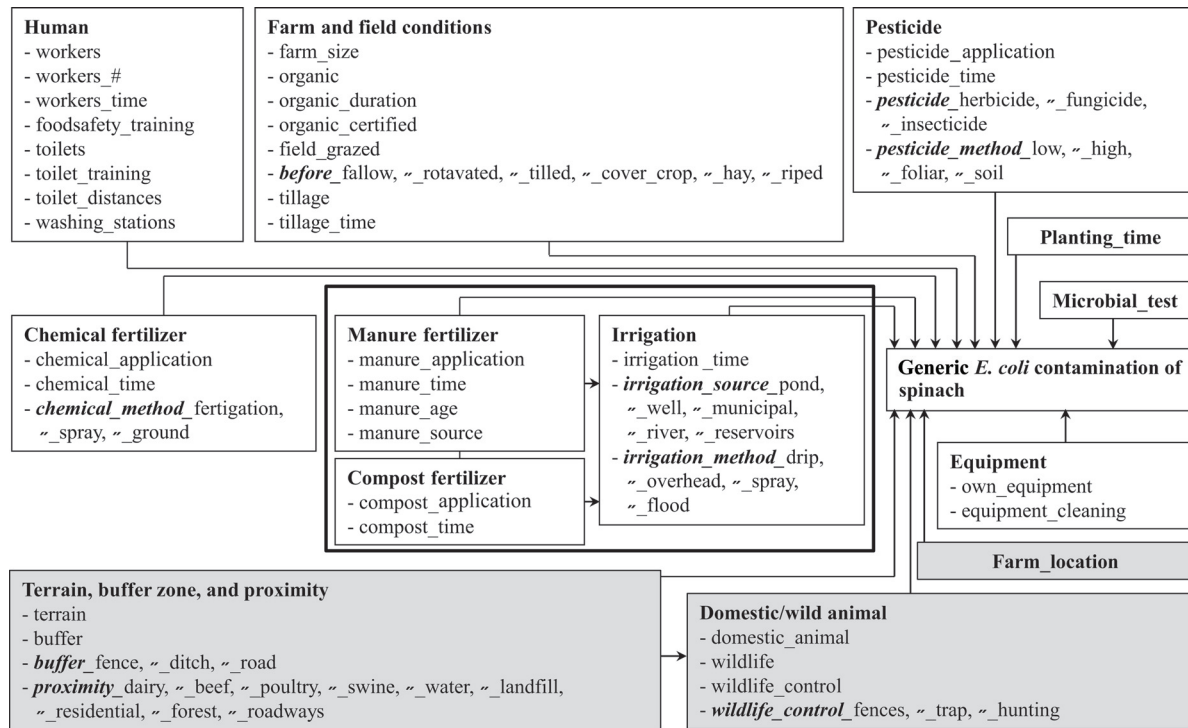 Human
- workers
- workers_#
- workers_time
- foodsafety_training
- toilets
- toilet_training
- toilet_distances
- washing_stations
Farm and field conditions
- farm_size
- organic
- organic_duration
- organic_certified
- field_grazed
- before_fallow, 〃_rotavated, 〃_tilled, 〃_cover_crop, 〃_hay, 〃_riped
- tillage
- tillage_time
Pesticide
- pesticide_application
- pesticide_time
- pesticide_herbicide, 〃_fungicide,
〃_insecticide
- pesticide_method_low, 〃_high,
〃_foliar, 〃_soil
Planting_time
Microbial_test
Chemical fertilizer
- chemical_application
- chemical_time
- chemical_method_fertigation,
〃_spray, 〃_ground
Manure fertilizer
- manure_application
- manure_time
- manure_age
- manure_source
Compost fertilizer
- compost_application
- compost_time
Irrigation
- irrigation_time
- irrigation_source_pond,
〃_well, 〃_municipal,
〃_river, 〃_reservoirs
- irrigation_method_drip,
〃_overhead, 〃_spray,
〃_flood
Generic E. coli contamination of
spinach
Equipment
- own_equipment
- equipment_cleaning
Farm_location
Terrain, buffer zone, and proximity
- terrain
- buffer
- buffer_fence, 〃_ditch, 〃_road
- proximity_dairy, 〃_beef, 〃_poultry, 〃_swine, 〃_water, 〃_landfill,
〃_residential, 〃_forest, 〃_roadways
Domestic/wild animal
- domestic_animal
- wildlife
- wildlife_control
- wildlife_control_fences, 〃_trap, 〃_hunting